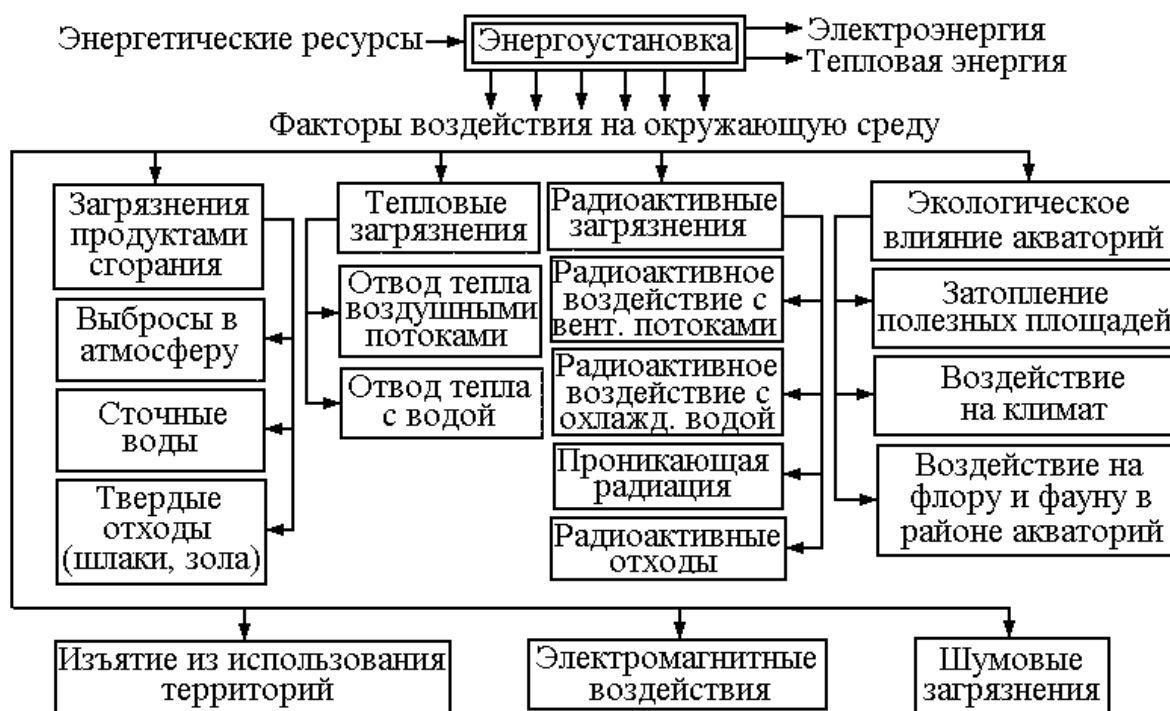 Энергетические ресурсы
Энергоустановка
Электроэнергия
Тепловая энергия
Факторы воздействия на окружающую среду
Загрязнения
продуктами
сгорания
Выбросы в
атмосферу
Сточные
воды
Твердые
отходы
(шлаки, зола)
Тепловые
загрязнения
Отвод тепла
воздушными
потоками
Отвод тепла
с водой
Радиоактивные
загрязнения
Радиоактивное
воздействие с
вент. потоками
Радиоактивное
воздействие с
охлажд. водой
Проникающая
радиация
Радиоактивные
отходы
Экологическое
влияние акваторий
Затопление
полезных площадей
Воздействие
на климат
Воздействие на
флору и фауну в
районе акваторий
Изъятие из использования
территорий
Электромагнитные
воздействия
Шумовые
загрязнения